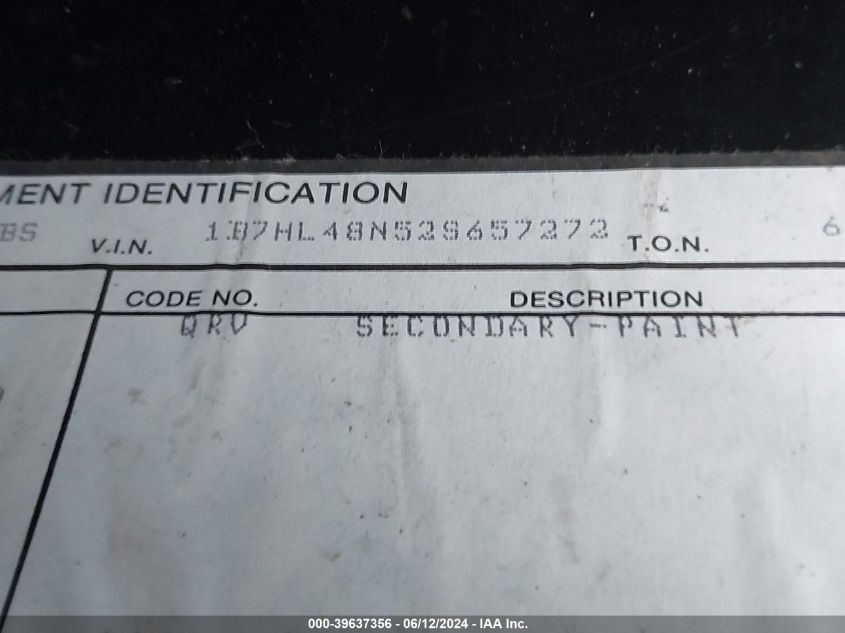 MENT IDENTIFICATION
BS V.I.N. 1B7HL48N52S657272 T.O.N. 6
CODE NO. DESCRIPTION
QRV SECONDARY-PAINT
000-39637356 - 06/12/2024 - IAA Inc.